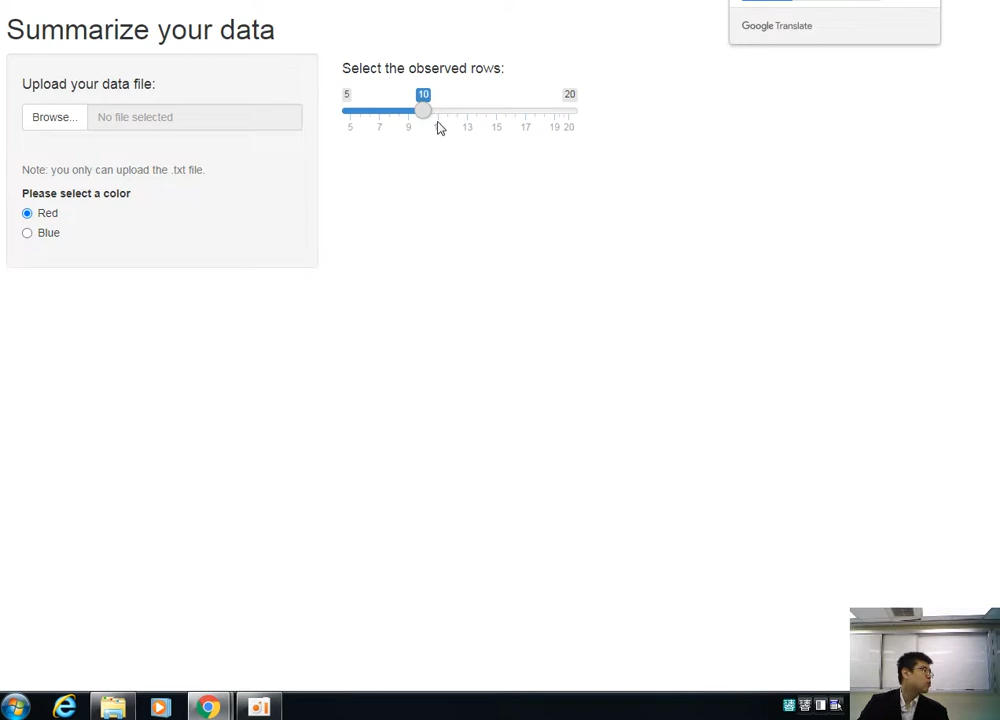 Summarize your data
Google Translate
Upload your data file:
Browse... No file selected
Note: you only can upload the .txt file.
Please select a color
Red
Blue
Select the observed rows:
5 10 20
5 7 9 13 15 17 19 20